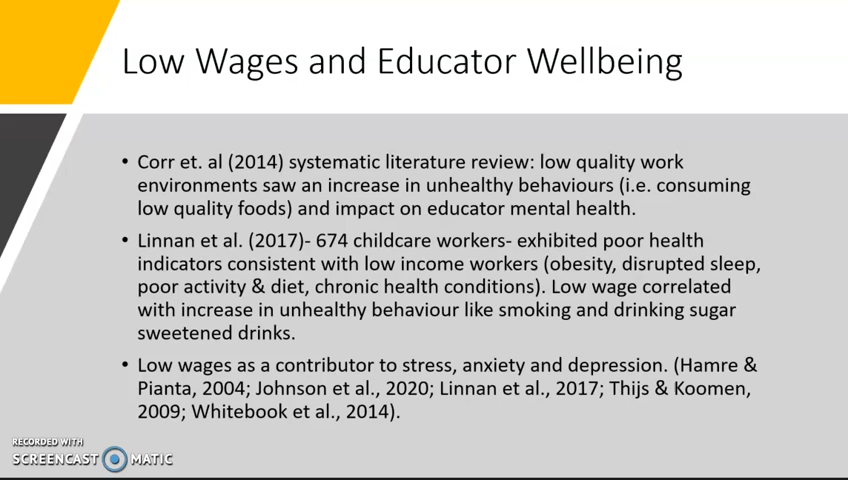 Low Wages and Educator Wellbeing
• Corr et. al (2014) systematic literature review: low quality work
environments saw an increase in unhealthy behaviours (i.e. consuming
low quality foods) and impact on educator mental health.
• Linnan et al. (2017)- 674 childcare workers- exhibited poor health
indicators consistent with low income workers (obesity, disrupted sleep,
poor activity & diet, chronic health conditions). Low wage correlated
with increase in unhealthy behaviour like smoking and drinking sugar
sweetened drinks.
• Low wages as a contributor to stress, anxiety and depression. (Hamre &
Pianta, 2004; Johnson et al., 2020; Linnan et al., 2017; Thijs & Koomen,
2009; Whitebook et al., 2014).
RECORDED WITH
SCREENCAST MATIC